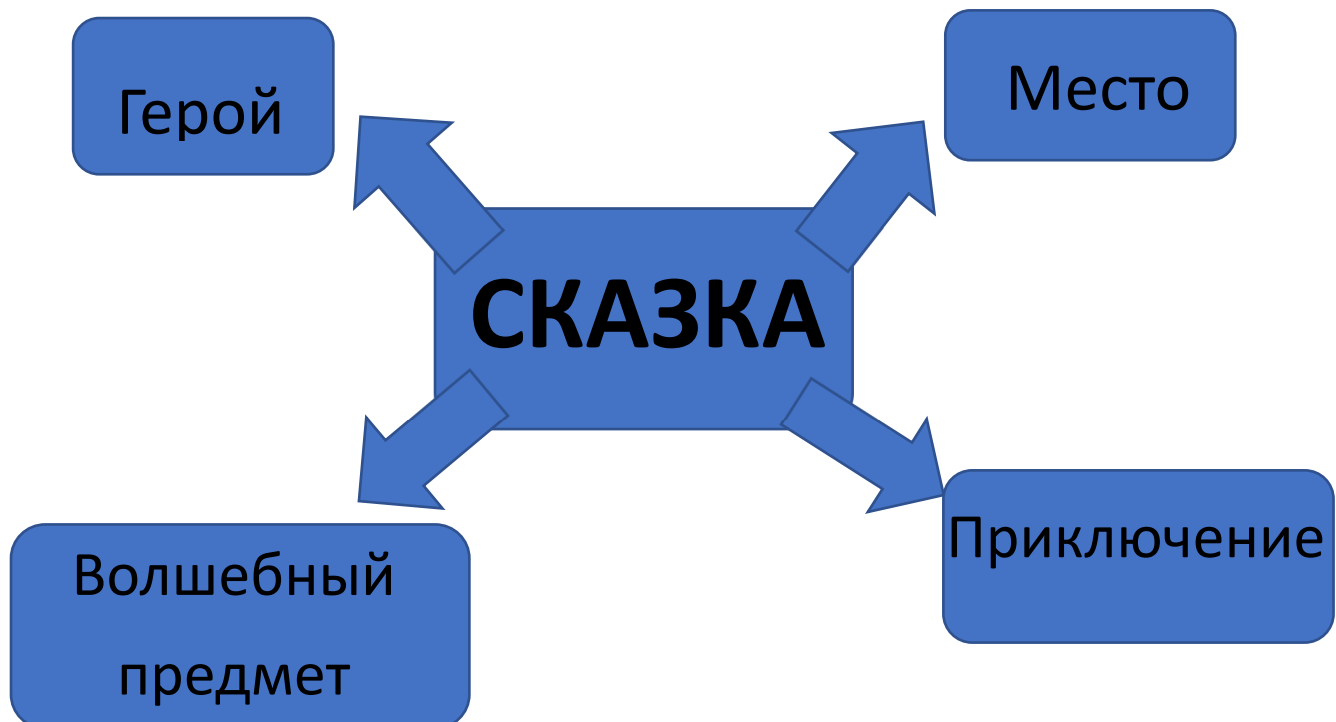 Герой
Место
СКАЗКА
Волшебный
предмет
Приключение